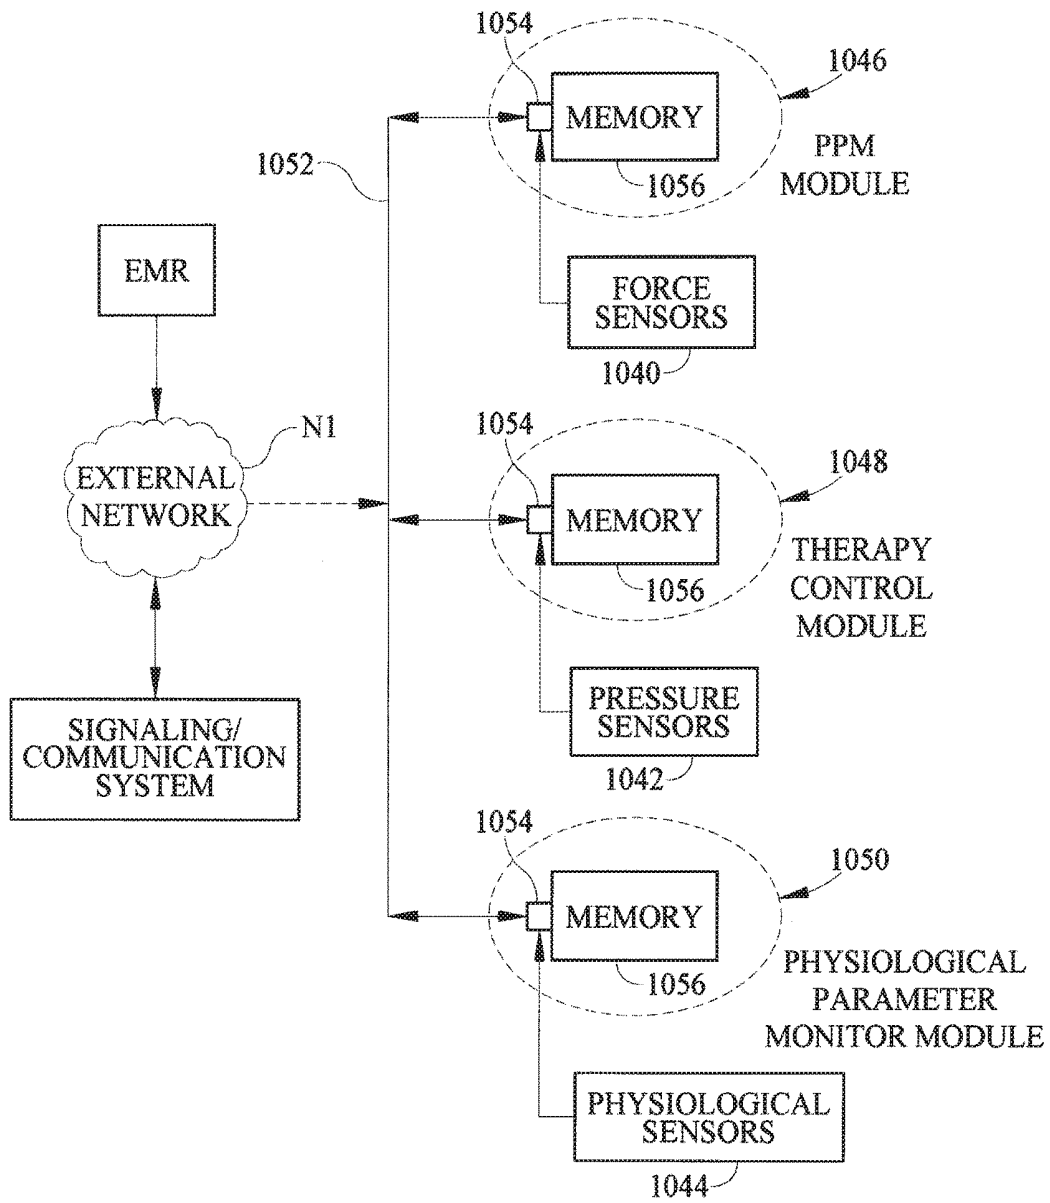 1054
1046
MEMORY
PPM
MODULE
1056
1052
EMR
FORCE
SENSORS
1040
N1
EXTERNAL
NETWORK
1054
1048
MEMORY
THERAPY
CONTROL
MODULE
1056
PRESSURE
SENSORS
1042
SIGNALING/
COMMUNICATION
SYSTEM
1054
1050
MEMORY
PHYSIOLOGICAL
PARAMETER
MONITOR MODULE
1056
PHYSIOLOGICAL
SENSORS
1044